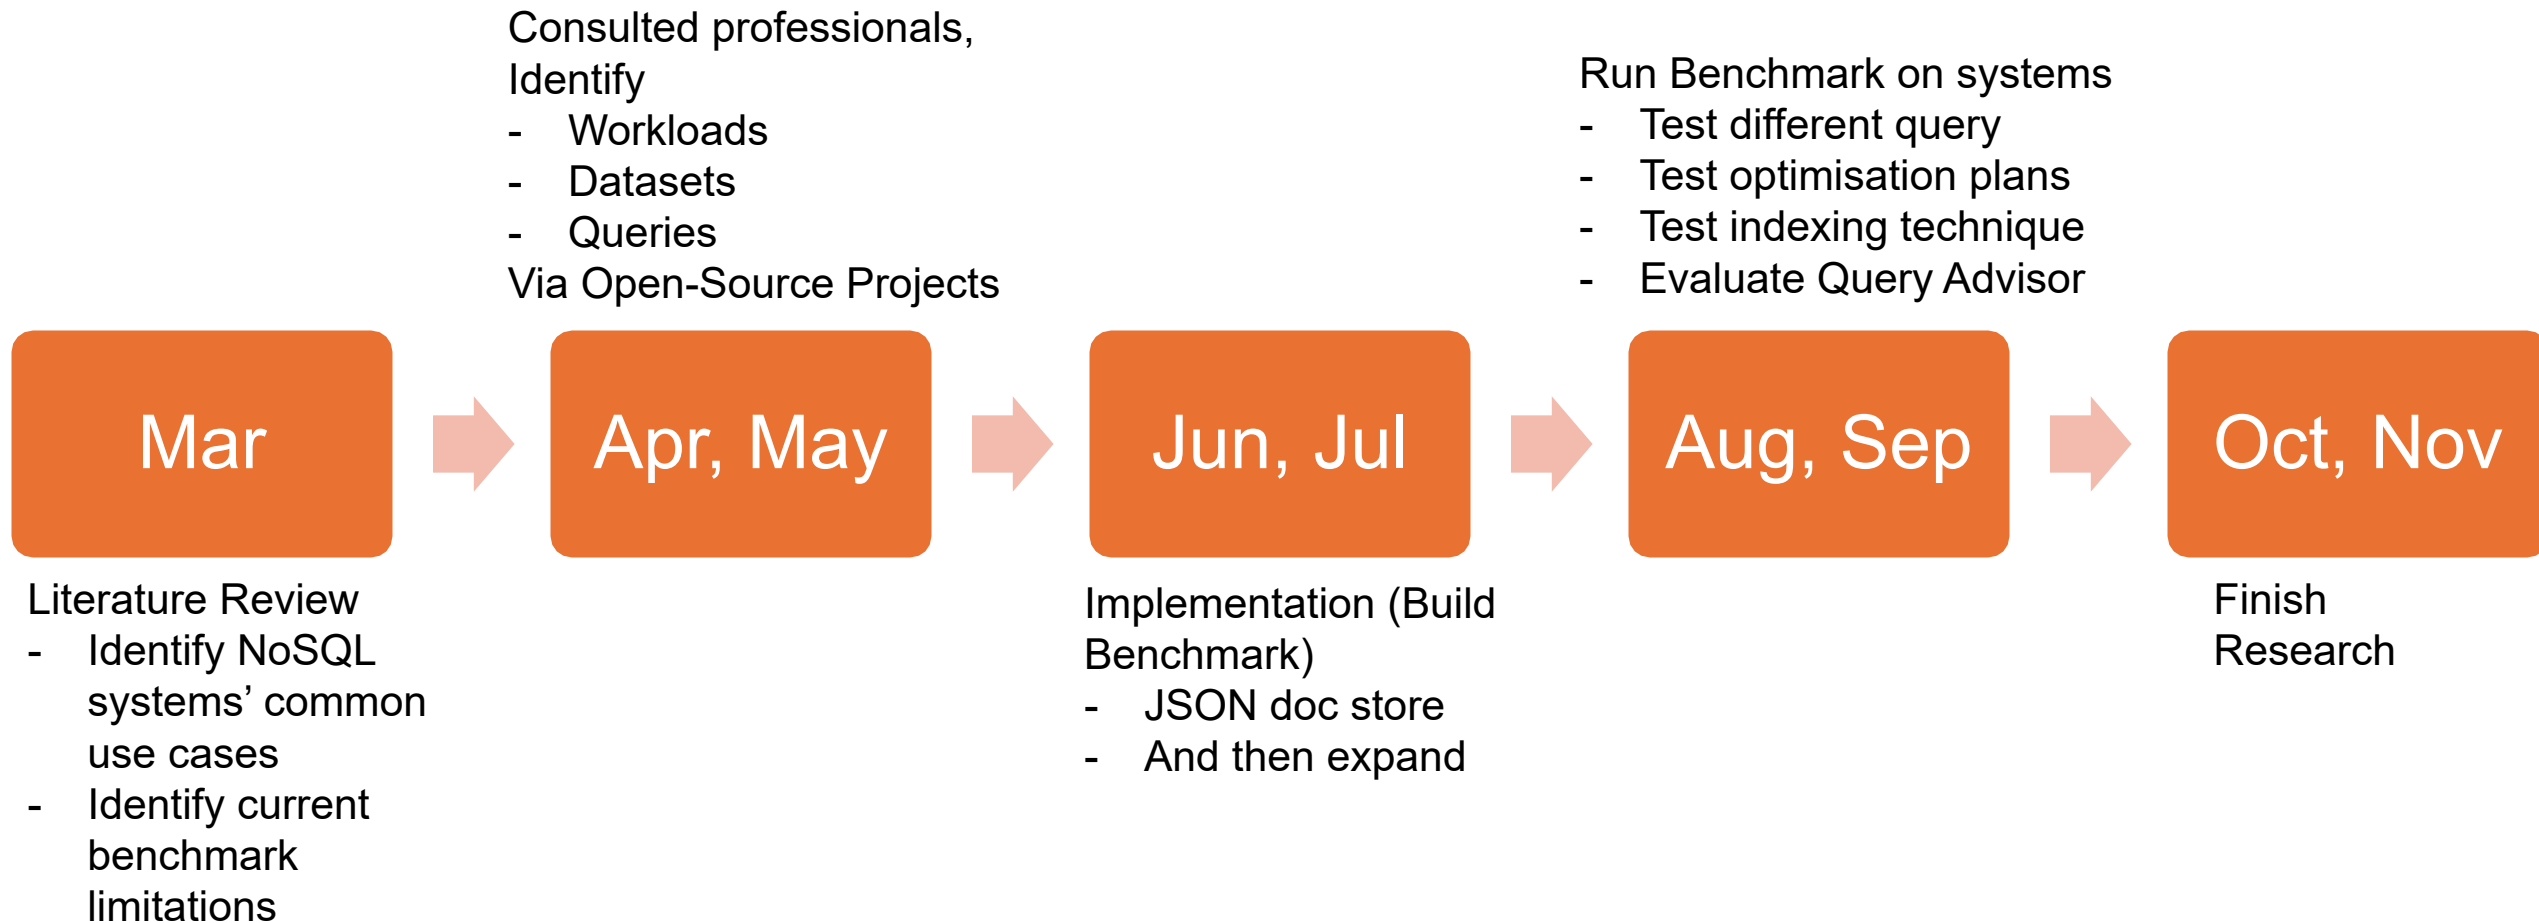 Consulted professionals,
Identify
- Workloads
- Datasets
- Queries
Via Open-Source Projects
Run Benchmark on systems
- Test different query
- Test optimisation plans
- Test indexing technique
- Evaluate Query Advisor
Mar
Apr, May
Jun, Jul
Aug, Sep
Oct, Nov
Literature Review
- Identify NoSQL
systems’ common
use cases
- Identify current
benchmark
limitations
Implementation (Build
Benchmark)
- JSON doc store
- And then expand
Finish
Research